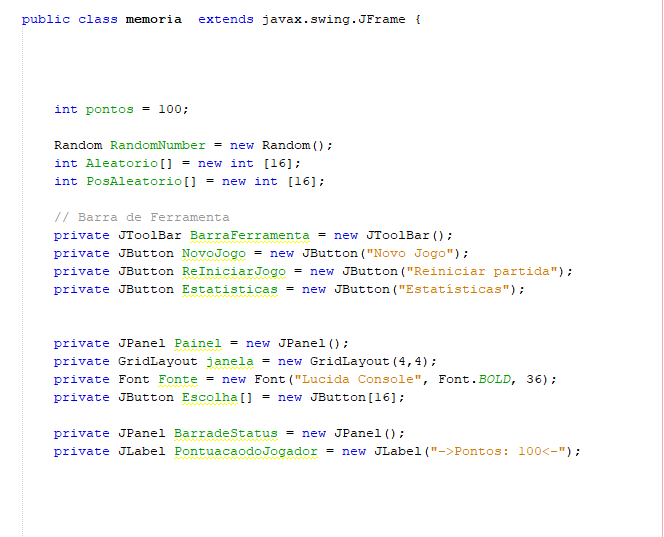 public class memoria  extends javax.swing.JFrame {
int pontos = 100;
Random RandomNumber = new Random();
int Aleatorio[] = new int [16];
int PosAleatorio[] = new int [16];
// Barra de Ferramenta
private JToolBar BarraFerramenta = new JToolBar();
private JButton NovoJogo = new JButton("Novo Jogo");
private JButton ReIniciarJogo = new JButton("Reiniciar partida");
private JButton Estatisticas = new JButton("Estatísticas");
private JPanel Painel = new JPanel();
private GridLayout janela = new GridLayout(4,4);
private Font Fonte = new Font("Lucida Console", Font.BOLD, 36);
private JButton Escolha[] = new JButton[16];
private JPanel BarradeStatus = new JPanel();
private JLabel PontuacaodoJogador = new JLabel("->Pontos: 100<-");